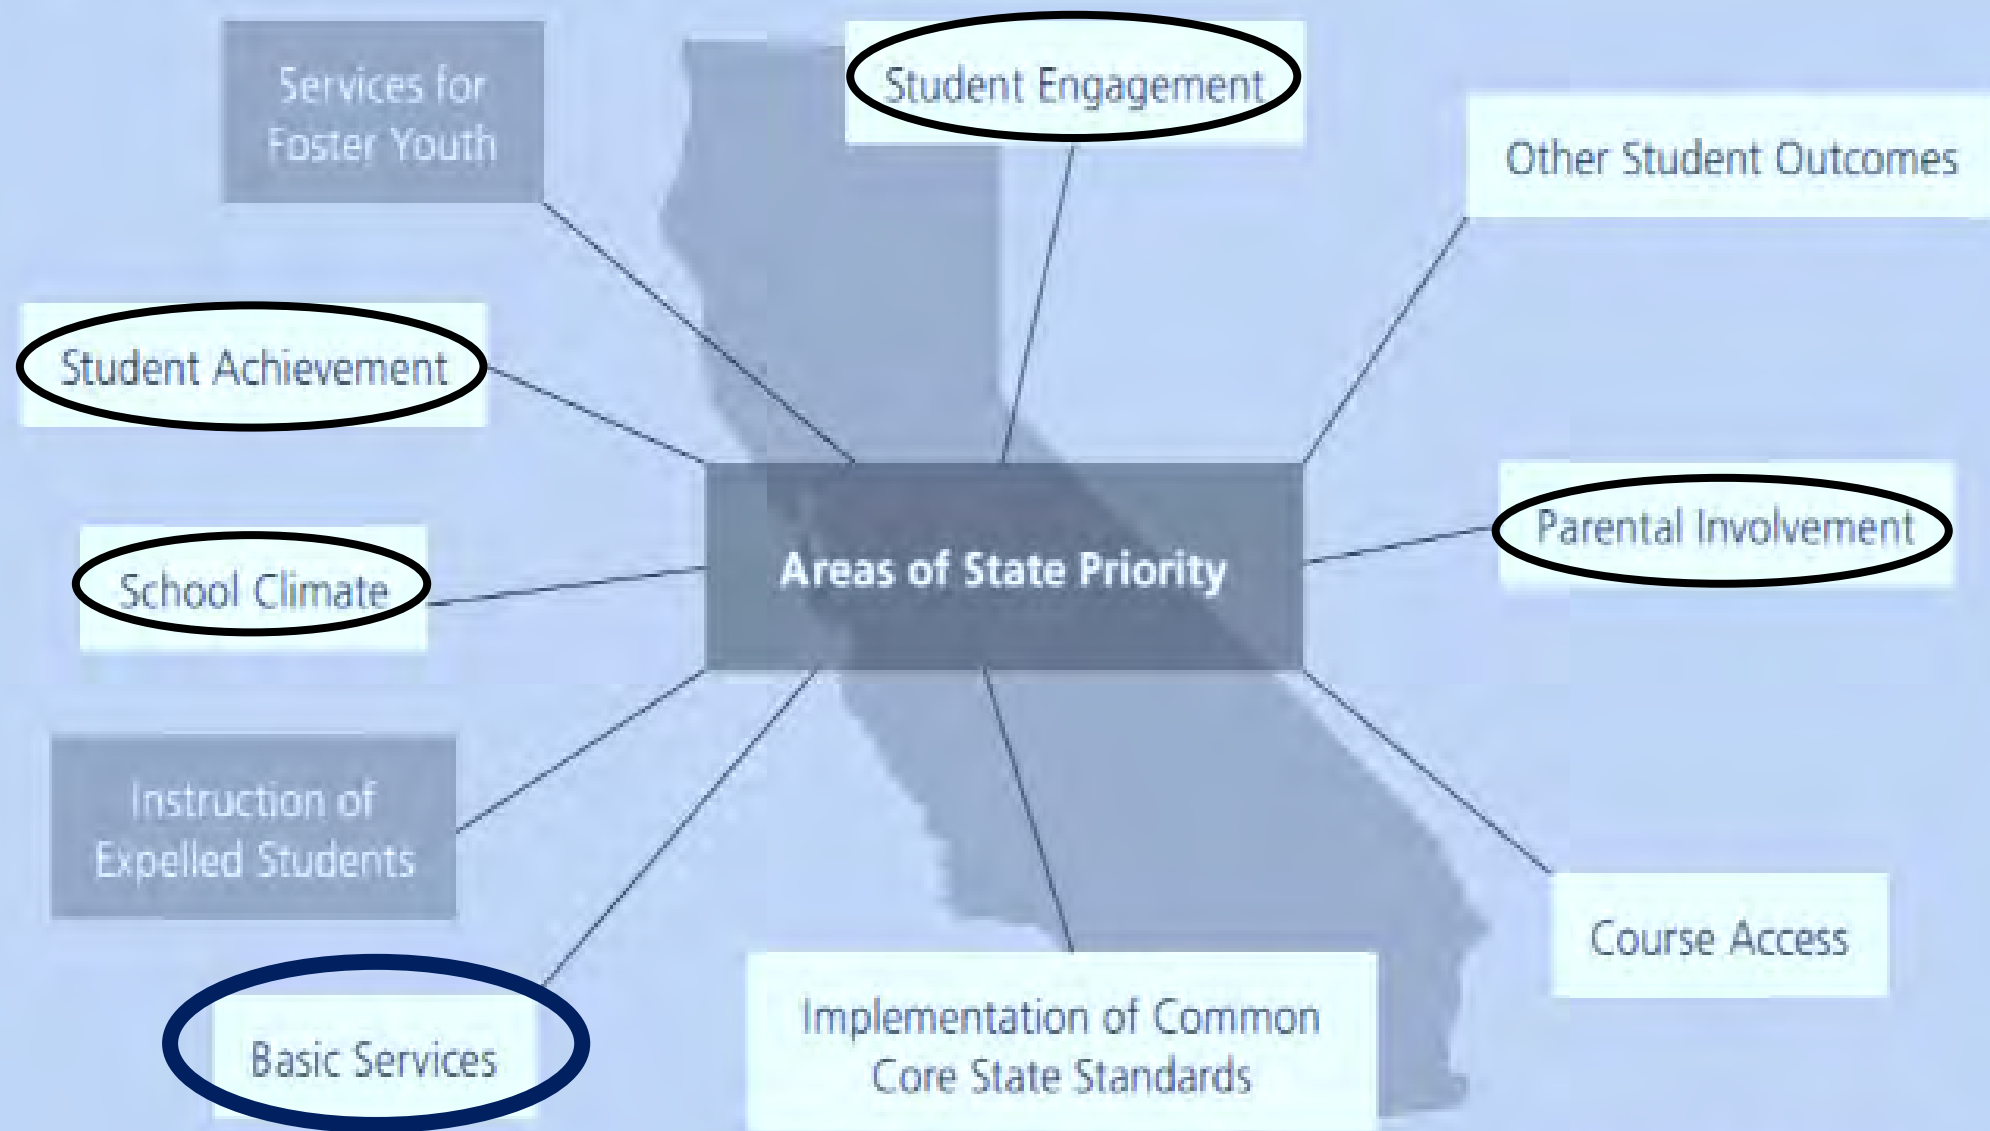 Services for
Foster Youth
Student Engagement
Other Student Outcomes
Student Achievement
Parental Involvement
School Climate
Areas of State Priority
Instruction of
Expelled Students
Course Access
Basic Services
Implementation of Common
Core State Standards